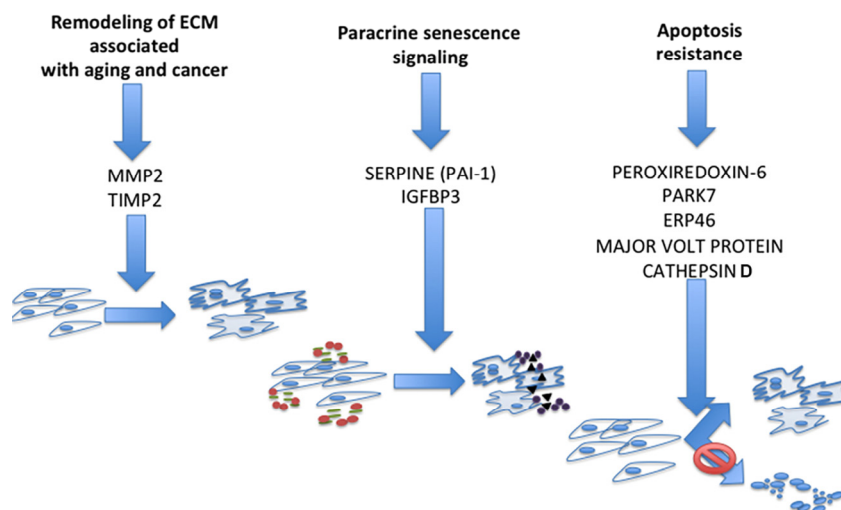 Remodeling of ECM
associated
with aging and cancer
MMP2
TIMP2
Paracrine senescence
signaling
SERPINE (PAI-1)
IGFBP3
Apoptosis
resistance
PEROXIREDOXIN-6
PARK7
ERP46
MAJOR VOLT PROTEIN
CATHEPSIN D